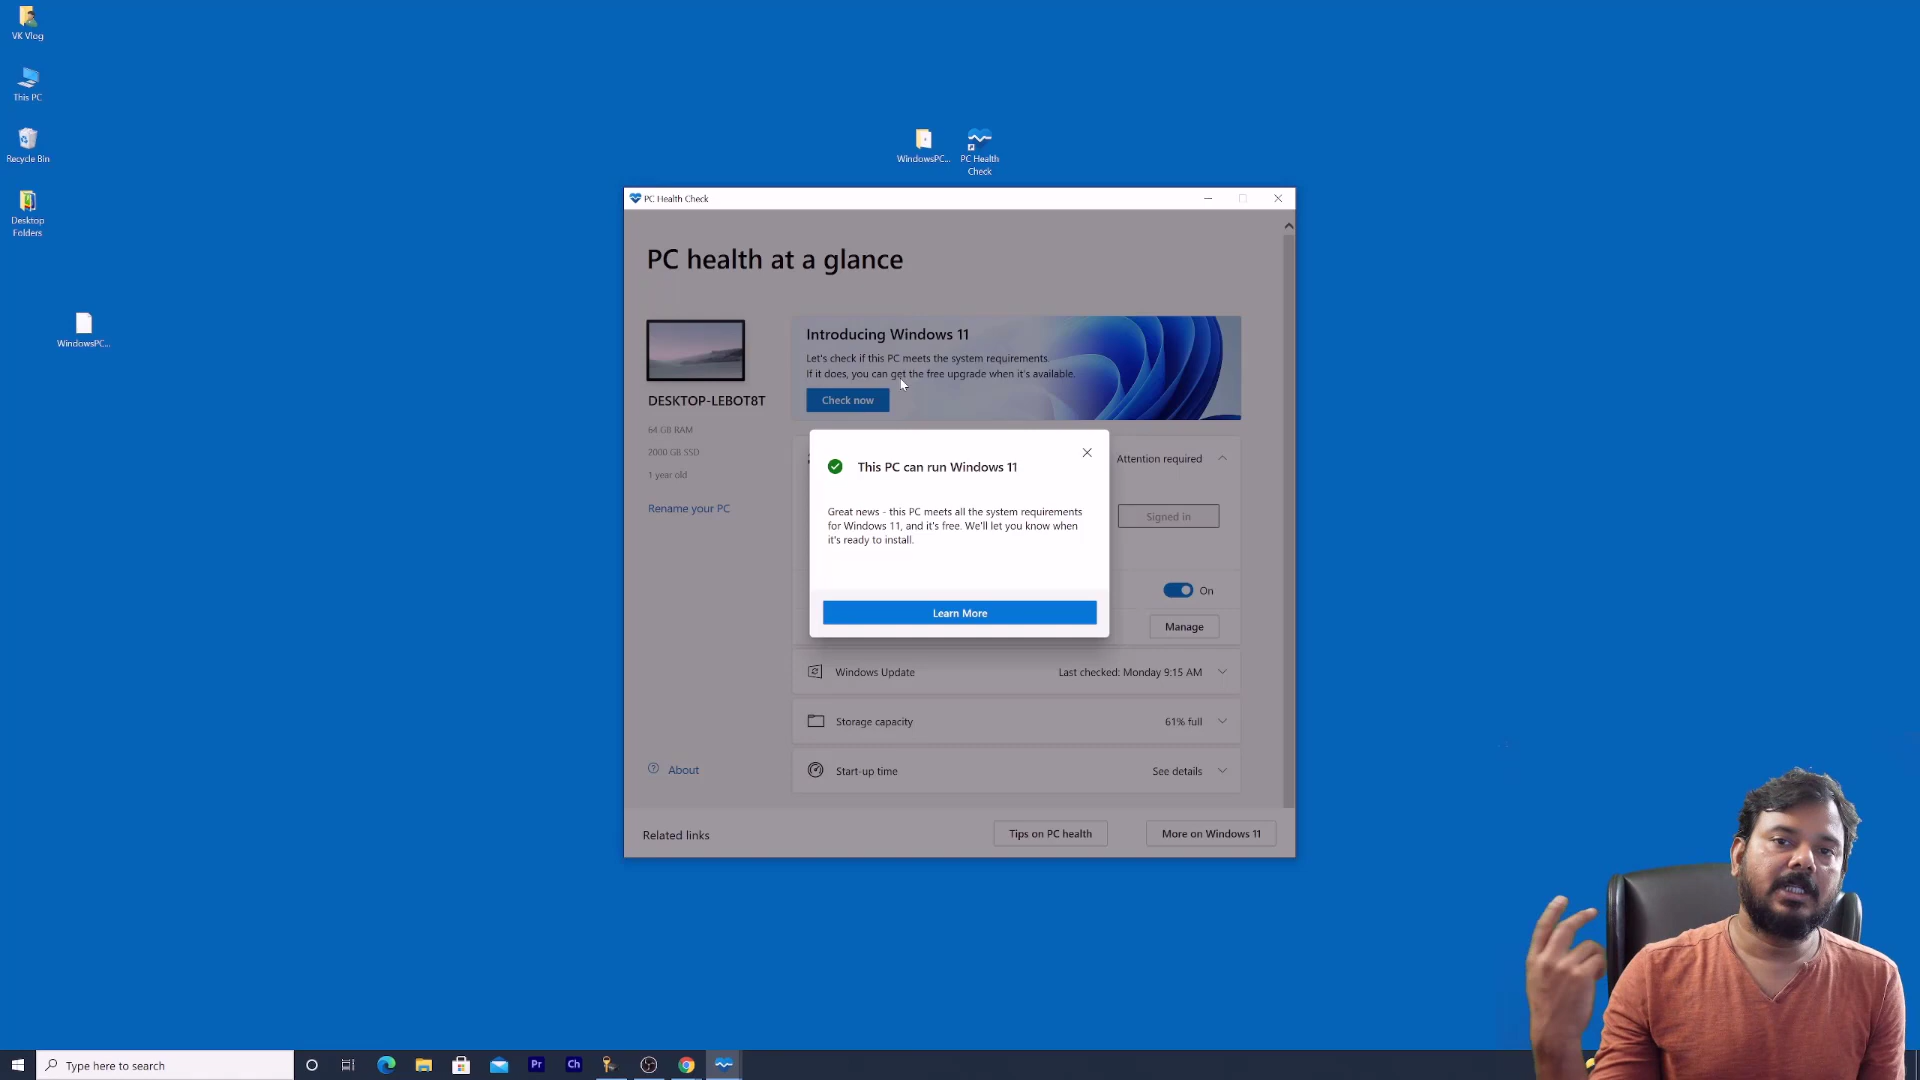 VK Vlog
This PC
Recycle Bin
Desktop
Folders
WindowsPC...
WindowsPC...
PC Health
Check
PC Health Check
PC health at a glance
Introducing Windows 11
Let's check if this PC meets the system requirements.
If it does, you can get the free upgrade when it's available.
Check now
DESKTOP-LEBOT8T
64 GB RAM
2000 GB SSD
1 year old
Rename your PC
Attention required
This PC can run Windows 11
Great news - this PC meets all the system requirements
for Windows 11, and it's free. We'll let you know when
it's ready to install.
Signed in
On
Learn More
Manage
Windows Update
Last checked: Monday 9:15 AM
Storage capacity
61% full
Start-up time
See details
About
Related links
Tips on PC health
More on Windows 11
Type here to search
Pr
Ch